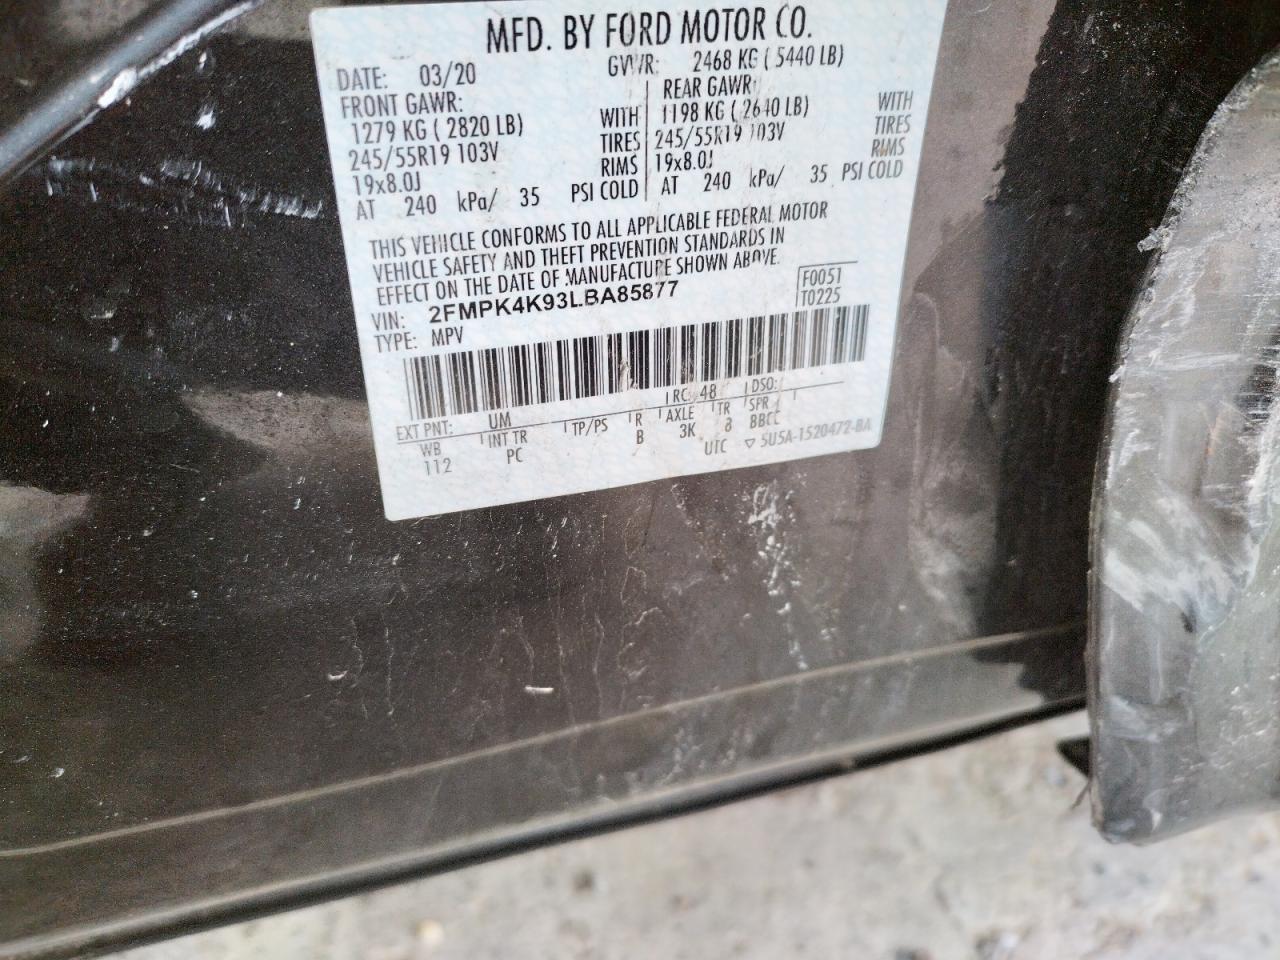 MFD. BY FORD MOTOR CO.
DATE: 03/20 GVWR: 2468 KG ( 5440 LB)
FRONT GAWR: REAR GAWR:
1279 KG ( 2820 LB) WITH 1198 KG ( 2640 LB) WITH
245/55R19 103V TIRES 245/55R19 103V TIRES
19x8.0J RIMS 19x8.0J RIMS
AT 240 kPa/ 35 PSI COLD AT 240 kPa/ 35 PSI COLD
THIS VEHICLE CONFORMS TO ALL APPLICABLE FEDERAL MOTOR
VEHICLE SAFETY AND THEFT PREVENTION STANDARDS IN
EFFECT ON THE DATE OF MANUFACTURE SHOWN ABOVE.
VIN: 2FMPK4K93LBA85877 F0051
TYPE: MPV T0225
EXT PNT: UM RC: 48 DSO:
WB INT TR TP/PS R AXLE TR SPR
112 PC B 3K 8 BBCC
UTC ▽ 5U5A-1520472-BA